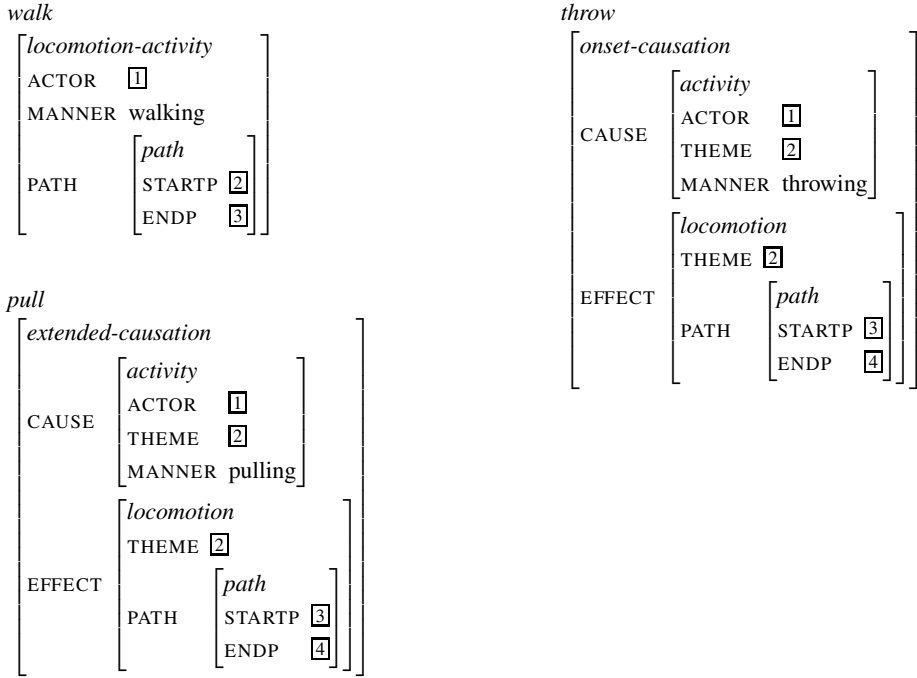 walk
locomotion-activity
ACTOR 1
MANNER walking
PATH
path
STARTP 2
ENDP 3
pull
extended-causation
CAUSE
activity
ACTOR 1
THEME 2
MANNER pulling
EFFECT
locomotion
THEME 2
PATH
path
STARTP 3
ENDP 4
throw
onset-causation
CAUSE
activity
ACTOR 1
THEME 2
MANNER throwing
EFFECT
locomotion
THEME 2
PATH
path
STARTP 3
ENDP 4